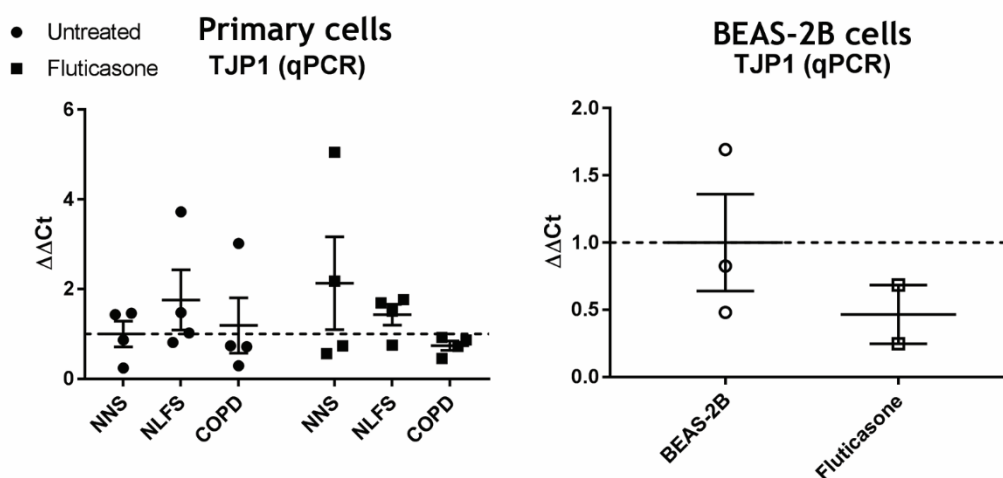 Untreated
Fluticasone
Primary cells
TJP1 (qPCR)
ΔΔCt
6
4
2
0
NNS
NLFS
COPD
NNS
NLFS
COPD
BEAS-2B cells
TJP1 (qPCR)
ΔΔCt
2.0
1.5
1.0
0.5
0.0
BEAS-2B
Fluticasone